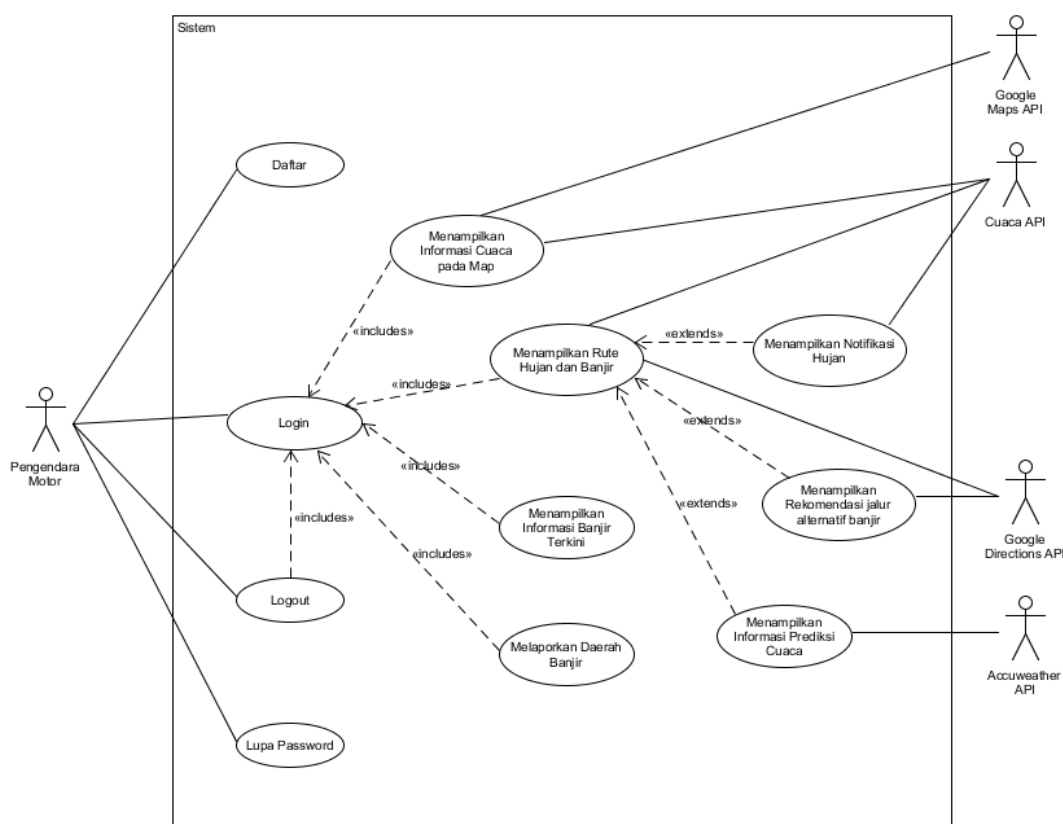 Sistem
Google
Maps API
Daftar
Cuaca API
Menampilkan
Informasi Cuaca
pada Map
«includes»
«extends»
Menampilkan Notifikasi
Hujan
Menampilkan Rute
Hujan dan Banjir
«includes»
Login
«extends»
Pengendara
Motor
«includes»
Menampilkan
Rekomendasi jalur
alternatif banjir
«extends»
Menampilkan
Informasi Banjir
Terkini
«includes»
Google
Directions API
«includes»
Logout
Menampilkan
Informasi Prediksi
Cuaca
Melaporkan Daerah
Banjir
Accuweather
API
Lupa Password